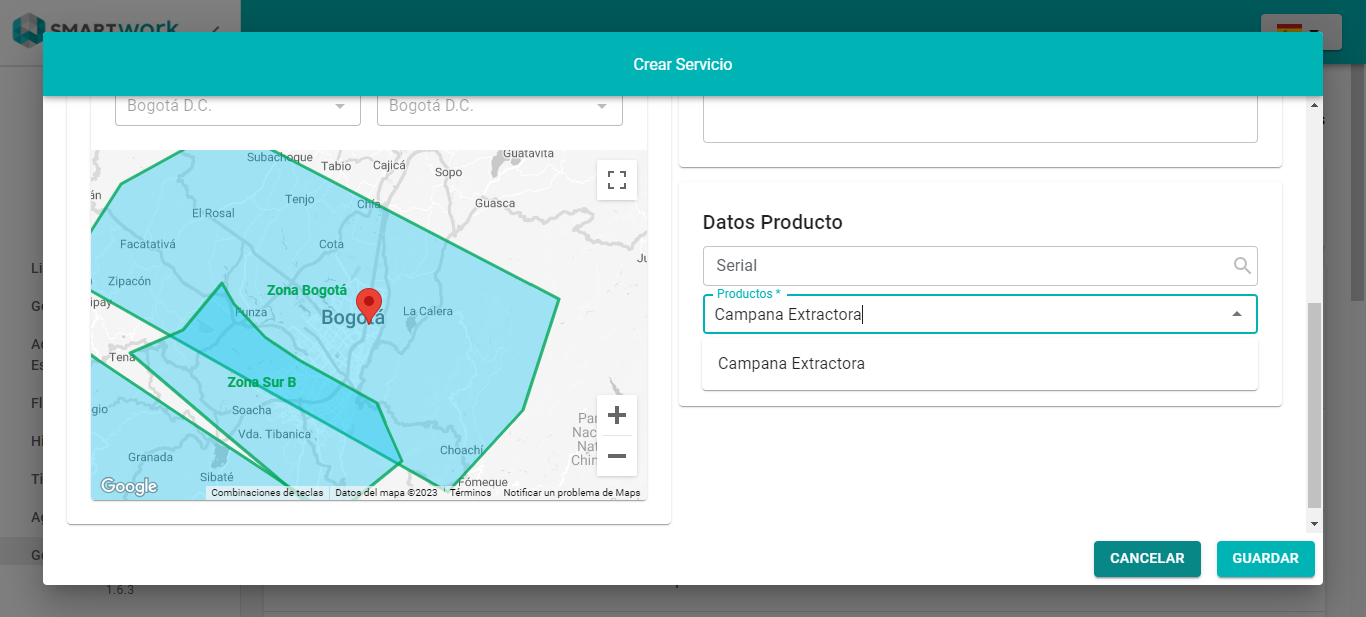 SMARTWORK
Crear Servicio
Bogotá D.C.
Bogotá D.C.
Subachoque
Tabio
Cajicá
Sopo
Guatavita
Tenjo
Chía
Guasca
El Rosal
Facatativá
Cota
Zipacón
Zona Bogotá
Funza
Bogotá
La Calera
Tena
Zona Sur B
Soacha
Vda. Tibanica
Granada
Sibaté
Choachí
Fómeque
Google
Combinaciones de teclas
Datos del mapa ©2023
Términos
Notificar un problema de Maps
Datos Producto
Serial
Productos *
Campana Extractora
Campana Extractora
CANCELAR
GUARDAR
1.6.3